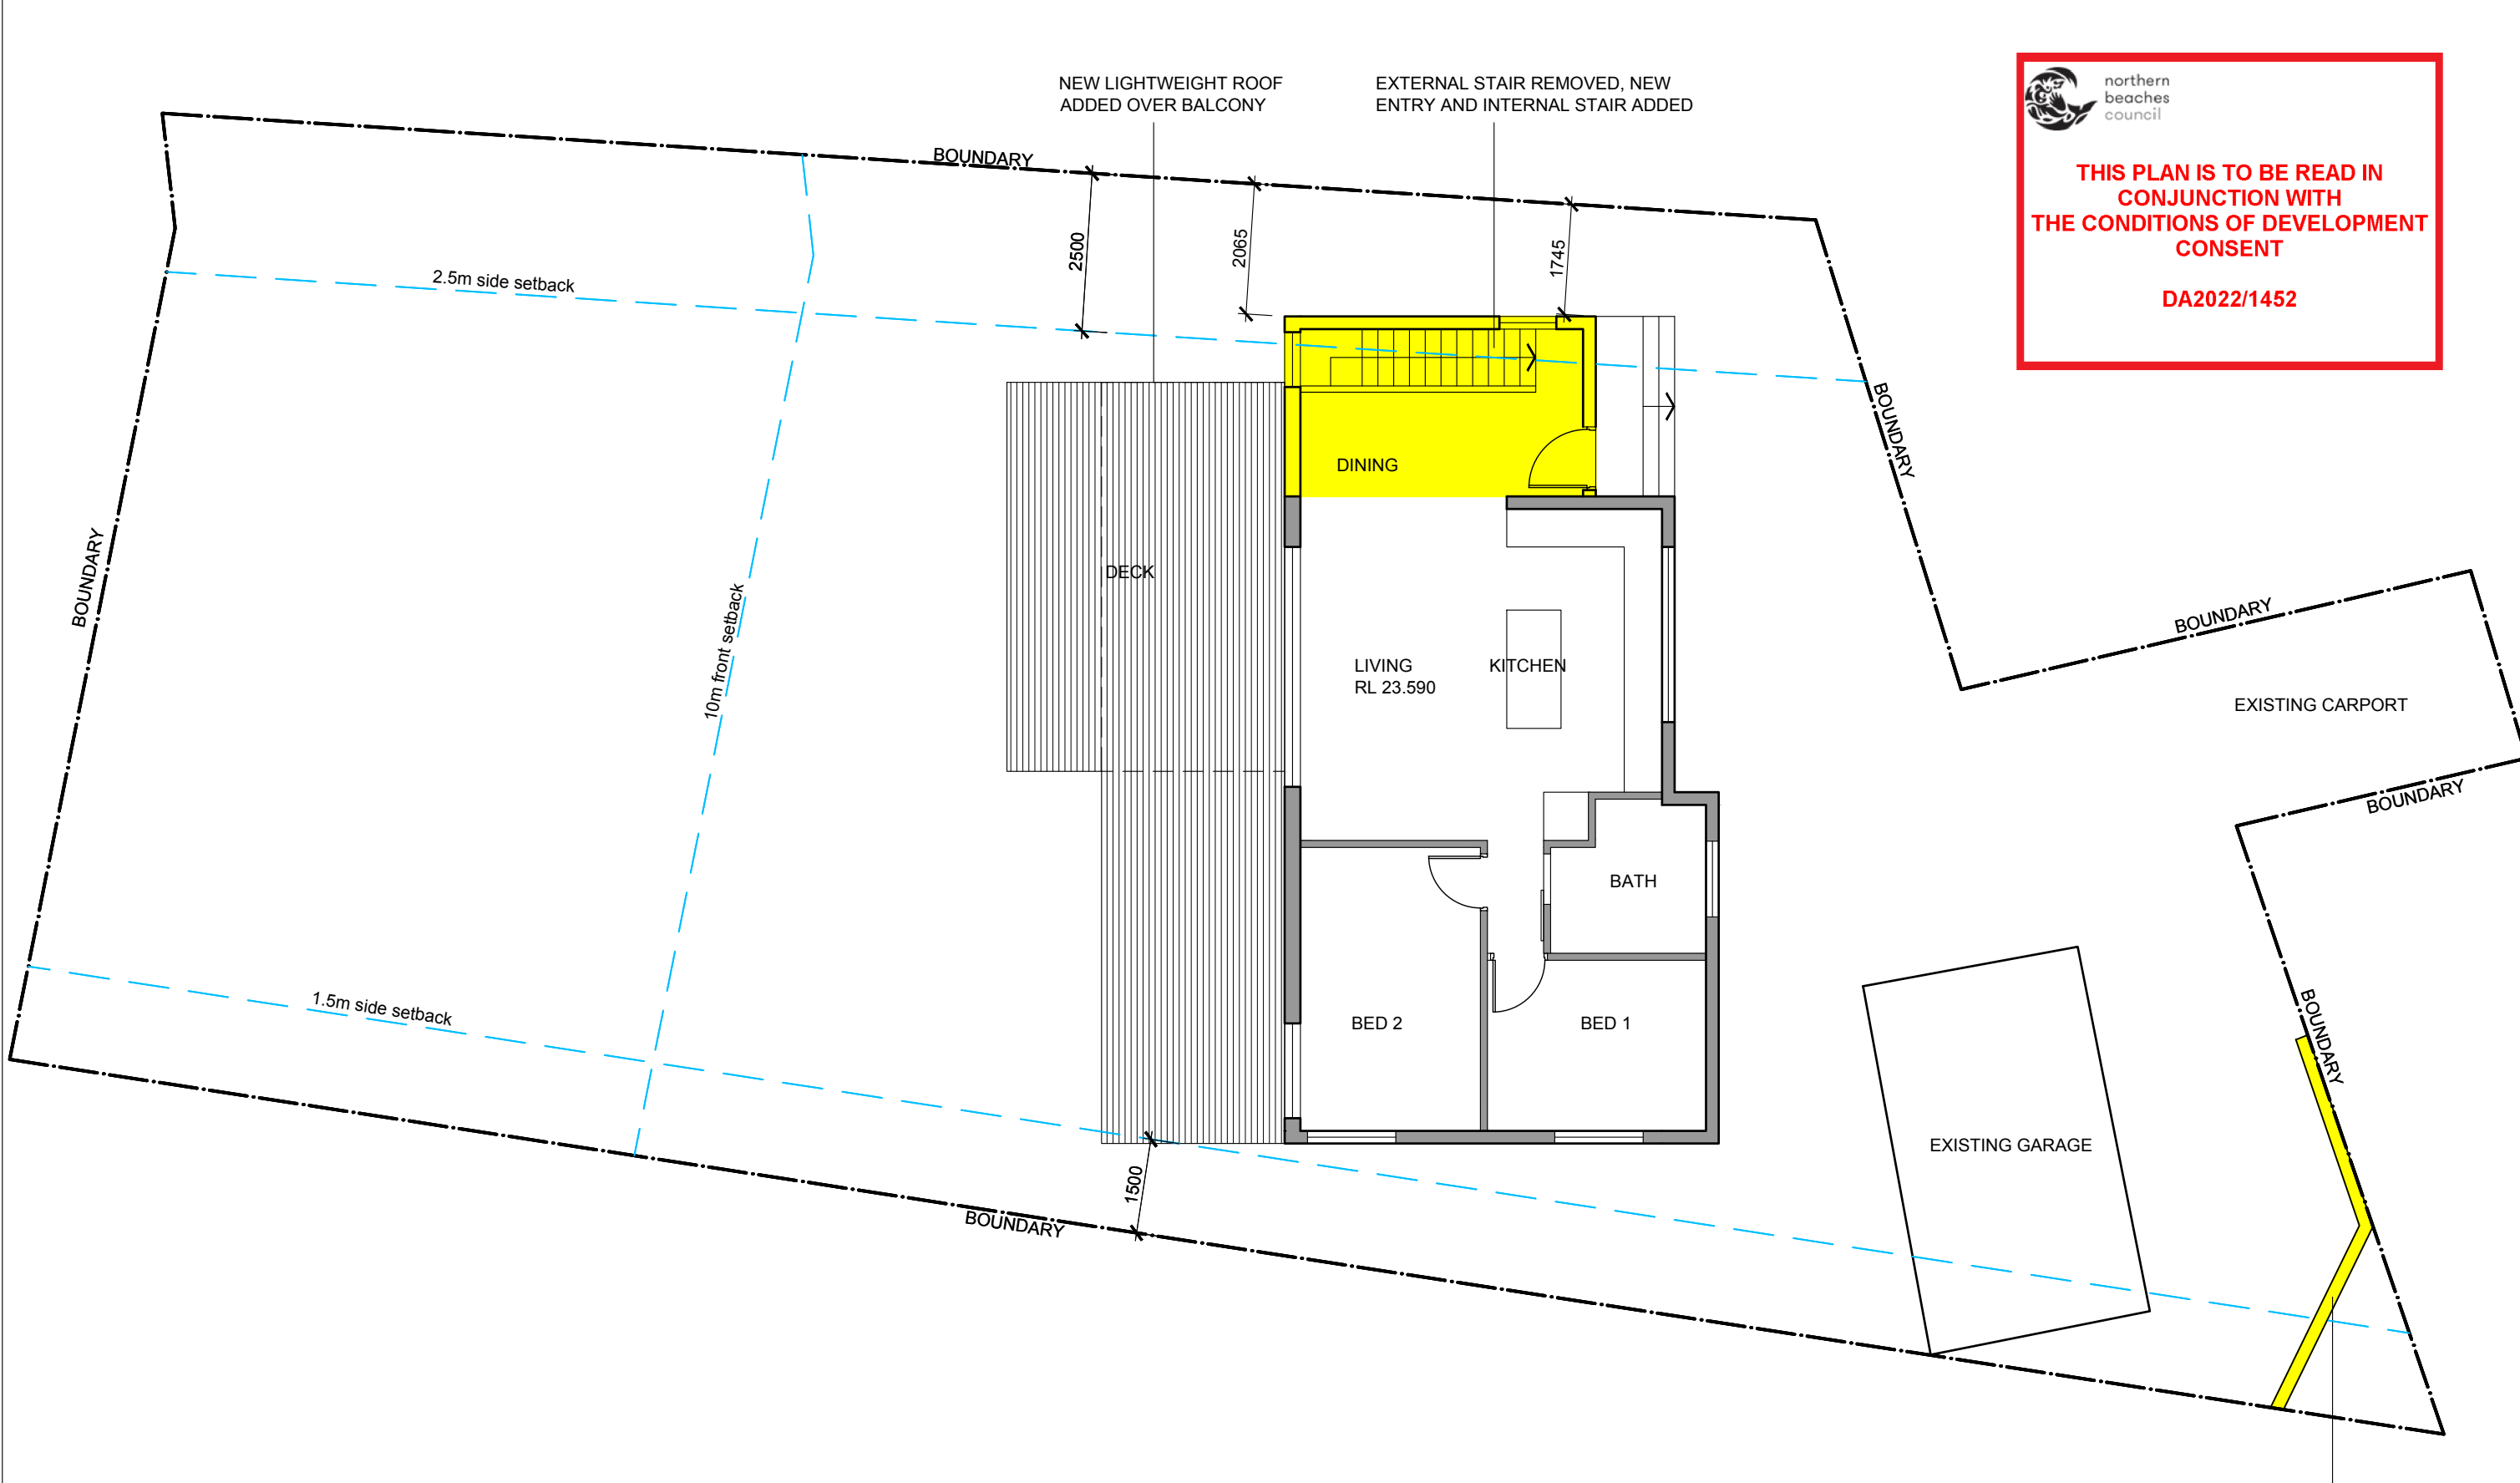 NEW LIGHTWEIGHT ROOF
ADDED OVER BALCONY
EXTERNAL STAIR REMOVED, NEW
ENTRY AND INTERNAL STAIR ADDED
northern
beaches
council
THIS PLAN IS TO BE READ IN
CONJUNCTION WITH
THE CONDITIONS OF DEVELOPMENT
CONSENT
DA2022/1452
BOUNDARY
2500
2065
1745
2.5m side setback
BOUNDARY
DINING
BOUNDARY
DECK
10m front setback
LIVING
RL 23.590
KITCHEN
BOUNDARY
EXISTING CARPORT
BOUNDARY
BATH
1.5m side setback
BED 2
BED 1
BOUNDARY
EXISTING GARAGE
1500
BOUNDARY